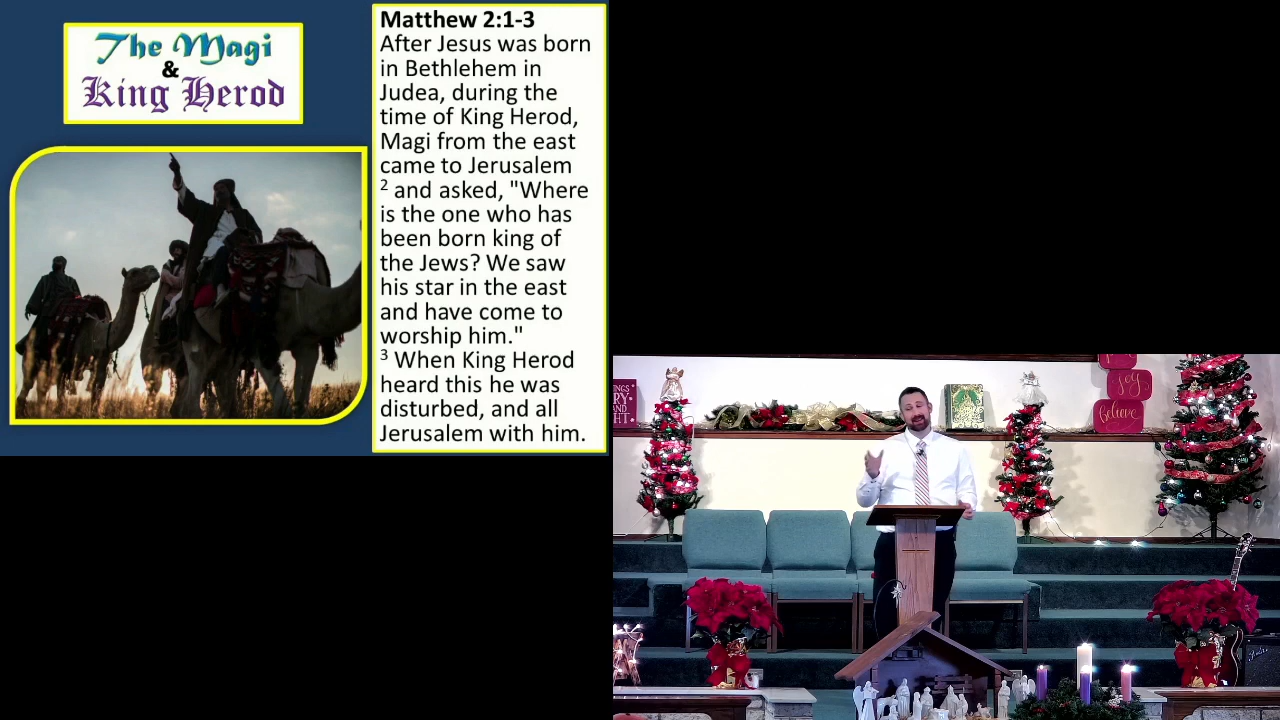 The Magi
&
King Herod
Matthew 2:1-3
After Jesus was born
in Bethlehem in
Judea, during the
time of King Herod,
Magi from the east
came to Jerusalem
2 and asked, "Where
is the one who has
been born king of
the Jews? We saw
his star in the east
and have come to
worship him."
3 When King Herod
heard this he was
disturbed, and all
Jerusalem with him.
Joy
Believe